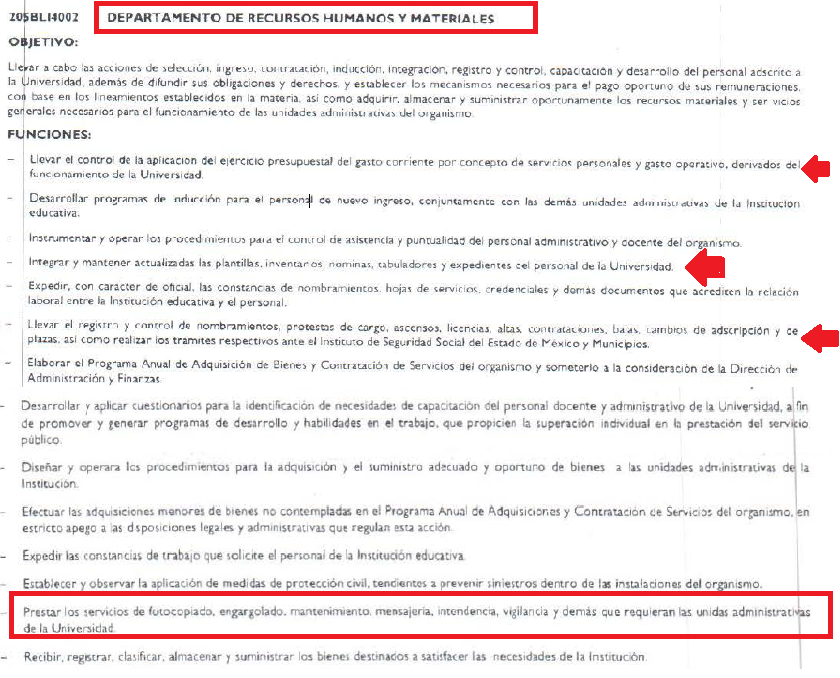 205BL14002 DEPARTAMENTO DE RECURSOS HUMANOS Y MATERIALES
OBJETIVO:
Llevar a cabo las acciones de selección, ingreso, contratación, inducción, integración, registro y control, capacitación y desarrollo del personal adscrito a
la Universidad, además de difundir sus obligaciones y derechos, y establecer los mecanismos necesarios para el pago oportuno de sus remuneraciones,
con base en los lineamientos establecidos en la materia, así como adquirir, almacenar y suministrar oportunamente los recursos materiales y ser vicios
generales necesarios para el funcionamiento de las unidades administrativas del organismo.
FUNCIONES:
– Llevar el control de la aplicación del ejercicio presupuestal del gasto corriente por concepto de servicios personales y gasto operativo, derivados del
funcionamiento de la Universidad.
– Desarrollar programas de inducción para el personal de nuevo ingreso, conjuntamente con las demás unidades administrativas de la Institución
educativa.
Instrumentar y operar los procedimientos para el control de asistencia y puntualidad del personal administrativo y docente del organismo.
– Integrar y mantener actualizadas las plantillas, inventarios, nominas, tabuladores y expedientes del personal de la Universidad.
– Expedir, con carácter de oficial, las constancias de nombramientos, hojas de servicios, credenciales y demás documentos que acrediten la relación
laboral entre la Institución educativa y el personal.
– Llevar el registro y control de nombramientos, protestas de cargo, ascensos, licencias, altas, contrataciones, bajas, cambios de adscripción y de
plazas, así como realizar los tramites respectivos ante el Instituto de Seguridad Social del Estado de México y Municipios.
– Elaborar el Programa Anual de Adquisición de Bienes y Contratación de Servicios del organismo y someterlo a la consideración de la Dirección de
Administración y Finanzas.
– Desarrollar y aplicar cuestionarios para la identificación de necesidades de capacitación del personal docente y administrativo de la Universidad, a fin
de promover y generar programas de desarrollo y habilidades en el trabajo, que propicien la superación individual en la prestación del servicio
público.
– Diseñar y operara los procedimientos para la adquisición y el suministro adecuado y oportuno de bienes a las unidades administrativas de la
Institución.
– Efectuar las adquisiciones menores de bienes no contempladas en el Programa Anual de Adquisiciones y Contratación de Servicios del organismo, en
estricto apego a las disposiciones legales y administrativas que regulan esta acción.
– Expedir las constancias de trabajo que solicite el personal de la Institución educativa.
– Establecer y observar la aplicación de medidas de protección civil, tendientes a prevenir siniestros dentro de las instalaciones del organismo.
– Prestar los servicios de fotocopiado, engargolado, mantenimiento, mensajería, intendencia, vigilancia y demás que requieran las unidas administrativas
de la Universidad.
– Recibir, registrar, clasificar, almacenar y suministrar los bienes destinados a satisfacer las necesidades de la Institución.